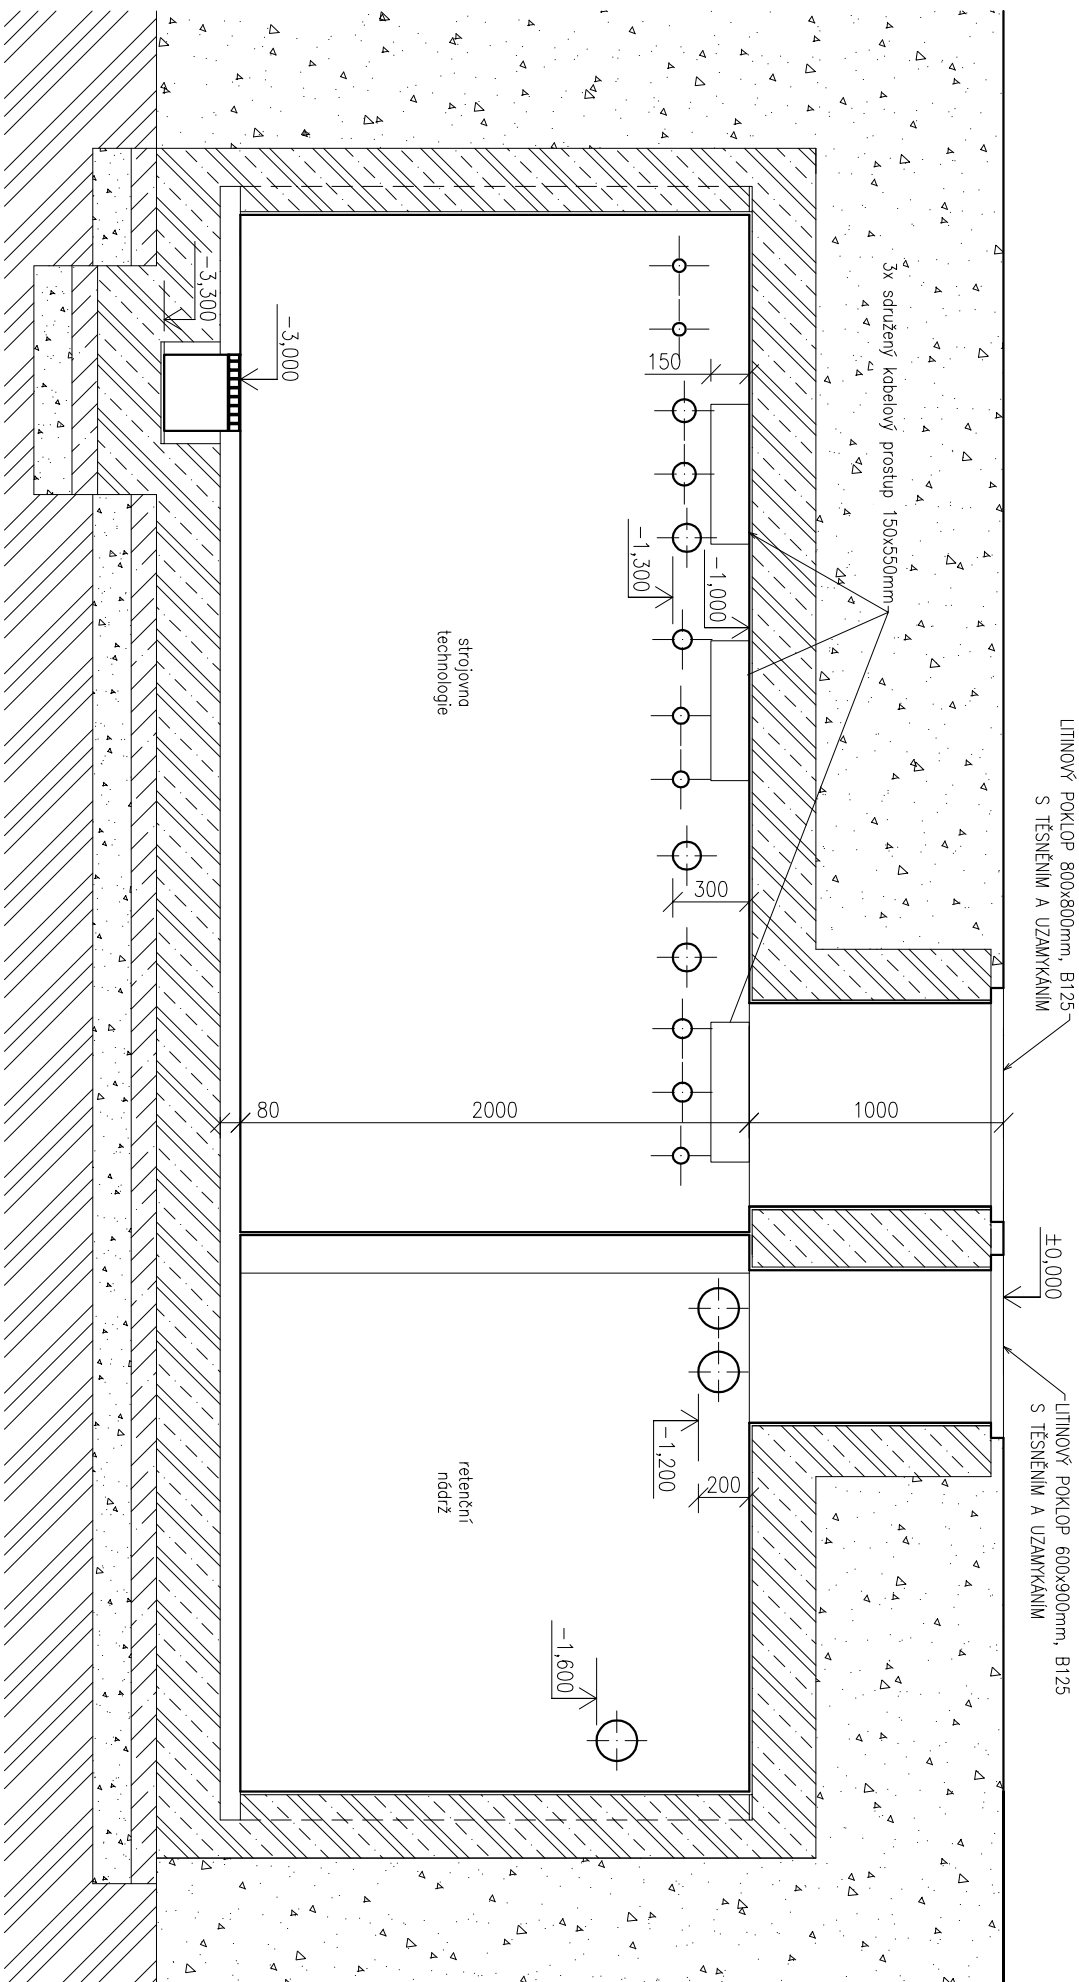 LITINOVÝ POKLOP 800x800mm, B125
S TĚSNĚNÍM A UZAMYKÁNÍM
±0,000
LITINOVÝ POKLOP 600x900mm, B125
S TĚSNĚNÍM A UZAMYKÁNÍM
3x sdružený kabelový prostup 150x550mm
1000
150
-1,000
-1,300
300
-1,200
200
-1,600
strojovna
technologie
2000
retenční
nádrž
-3,000
80
-3,300